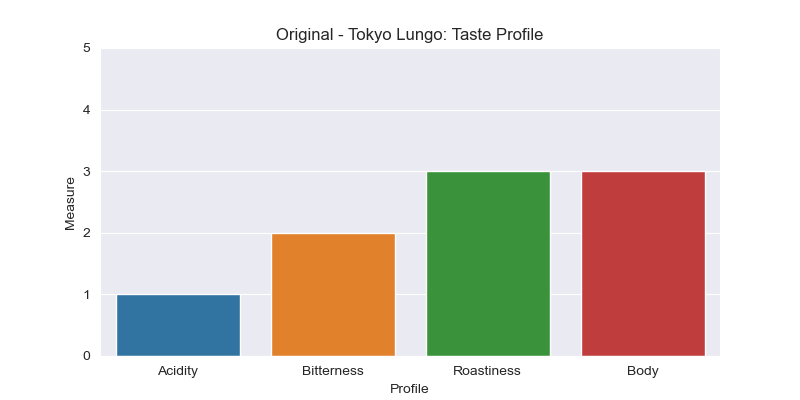 Original - Tokyo Lungo: Taste Profile
5
4
3
2
1
0
Measure
Acidity
Bitterness
Roastiness
Body
Profile